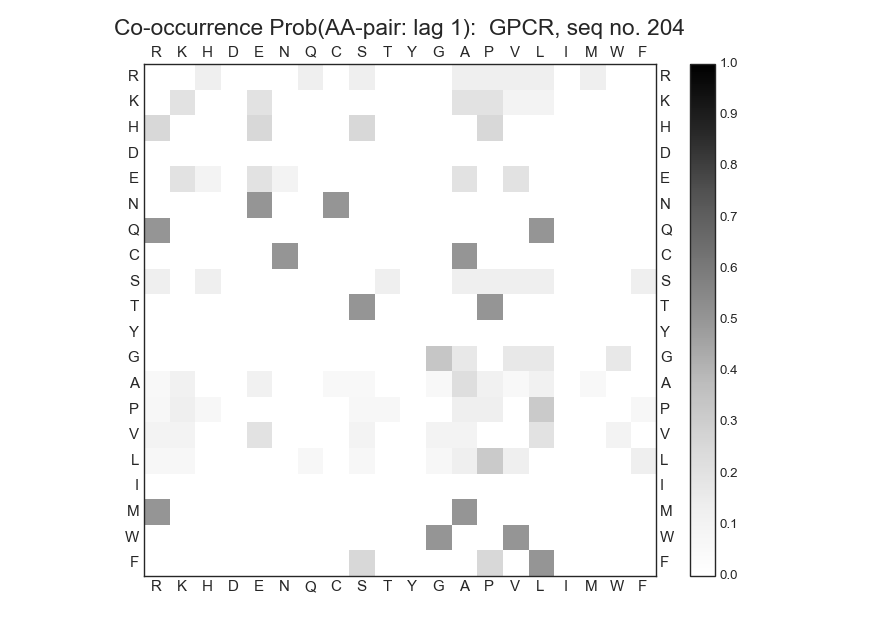 Co-occurrence Prob(AA-pair: lag 1):  GPCR, seq no. 204
R K H D E N Q C S T Y G A P V L I M W F
R R
K K
H H
D D
E E
N N
Q Q
C C
S S
T T
Y Y
G G
A A
P P
V V
L L
I I
M M
W W
F F
R K H D E N Q C S T Y G A P V L I M W F
1.0
0.9
0.8
0.7
0.6
0.5
0.4
0.3
0.2
0.1
0.0